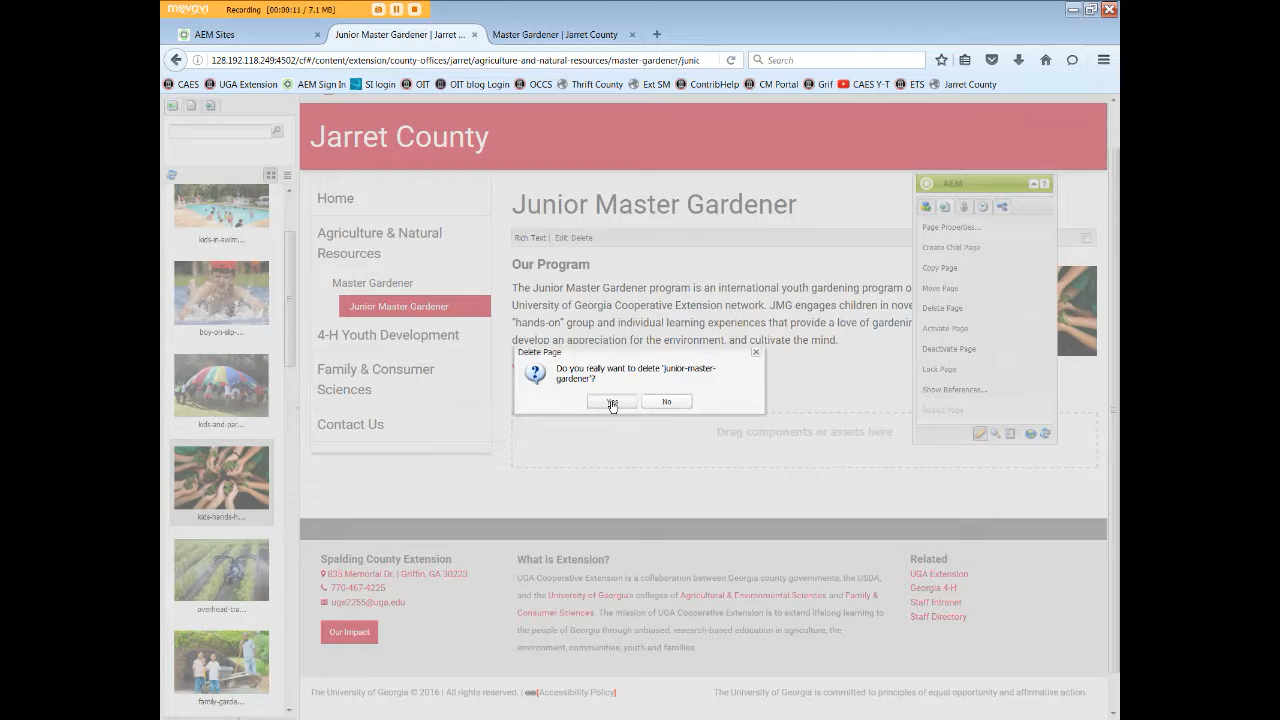 movavi Recording [00:00:11 / 7.1 MB]
AEM Sites × Junior Master Gardener | Jarret ... × Master Gardener | Jarret County × +
128.192.118.249:4502/cf#/content/extension/county-offices/jarret/agriculture-and-natural-resources/master-gardener/junic Search
CAES UGA Extension AEM Sign In SI login OIT OIT blog Login OCCS Thrift County Ext SM ContribHelp CM Portal Grif CAES Y-T ETS Jarret County
Jarret County
Home
Agriculture & Natural
Resources
Master Gardener
Junior Master Gardener
4-H Youth Development
Family & Consumer
Sciences
Contact Us
kids-in-swim...
boy-on-slip-...
kids-and-par...
kids-hands-h...
overhead-tra...
family-garde...
Junior Master Gardener
Rich Text Edit Delete
Our Program
The Junior Master Gardener program is an international youth gardening program o
University of Georgia Cooperative Extension network. JMG engages children in nove
"hands-on" group and individual learning experiences that provide a love of gardenin
develop an appreciation for the environment, and cultivate the mind.
Delete Page
Do you really want to delete 'junior-master-
gardener'?
Yes No
Drag components or assets here
AEM
Page Properties...
Create Child Page
Copy Page
Move Page
Delete Page
Activate Page
Deactivate Page
Lock Page
Show References...
Spalding County Extension
835 Memorial Dr. | Griffin, GA 30223
770-467-4225
uge2255@uga.edu
Our Impact
What Is Extension?
UGA Cooperative Extension is a collaboration between Georgia county governments, the USDA,
and the University of Georgia's colleges of Agricultural & Environmental Sciences and Family &
Consumer Sciences. The mission of UGA Cooperative Extension is to extend lifelong learning to
the people of Georgia through unbiased, research-based education in agriculture, the
environment, communities, youth and families.
Related
UGA Extension
Georgia 4-H
Staff Intranet
Staff Directory
The University of Georgia © 2016 | All rights reserved. | [Accessibility Policy]
The University of Georgia is committed to principles of equal opportunity and affirmative action.